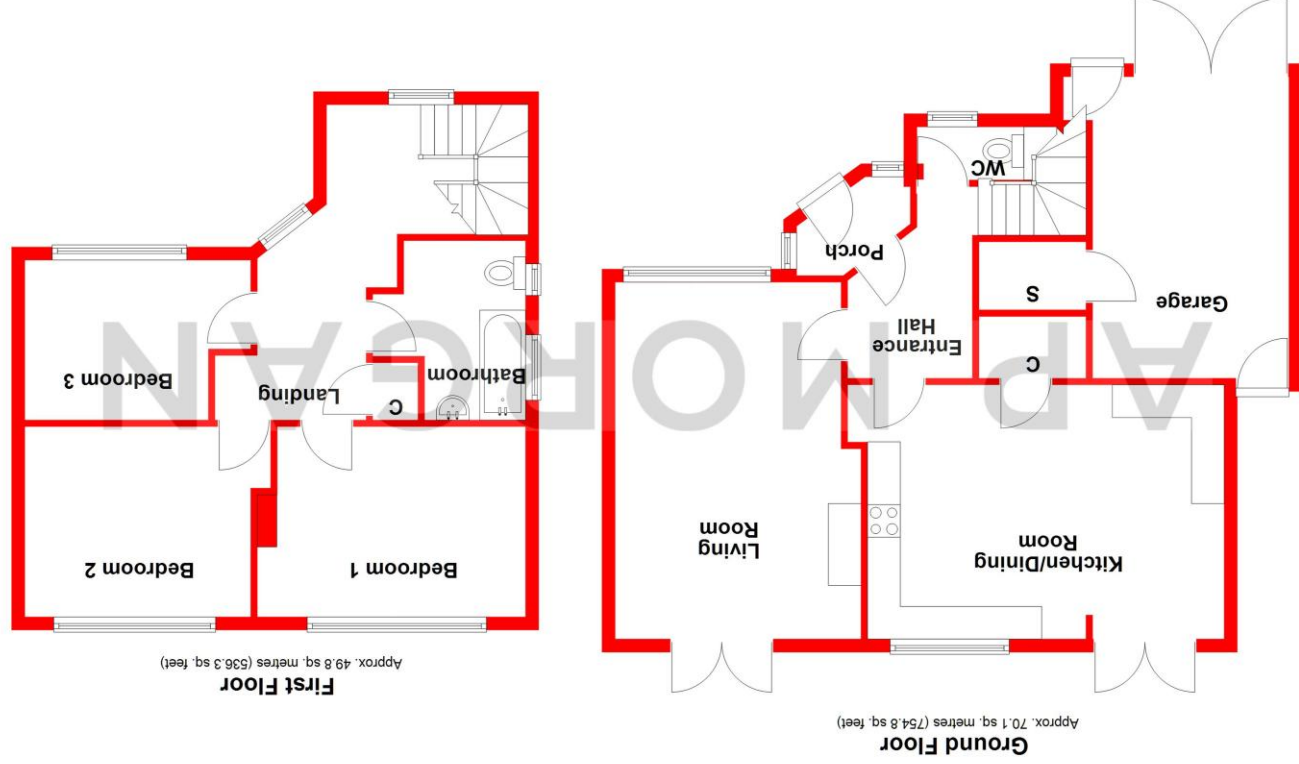 Ground Floor
Approx. 70.1 sq. metres (754.8 sq. feet)
Kitchen/Dining
Room
Living
Room
C
Garage
S
Entrance
Hall
Porch
WC
First Floor
Approx. 49.8 sq. metres (536.3 sq. feet)
Bedroom 1
Bedroom 2
C
Landing
Bathroom
Bedroom 3
AP MORGAN